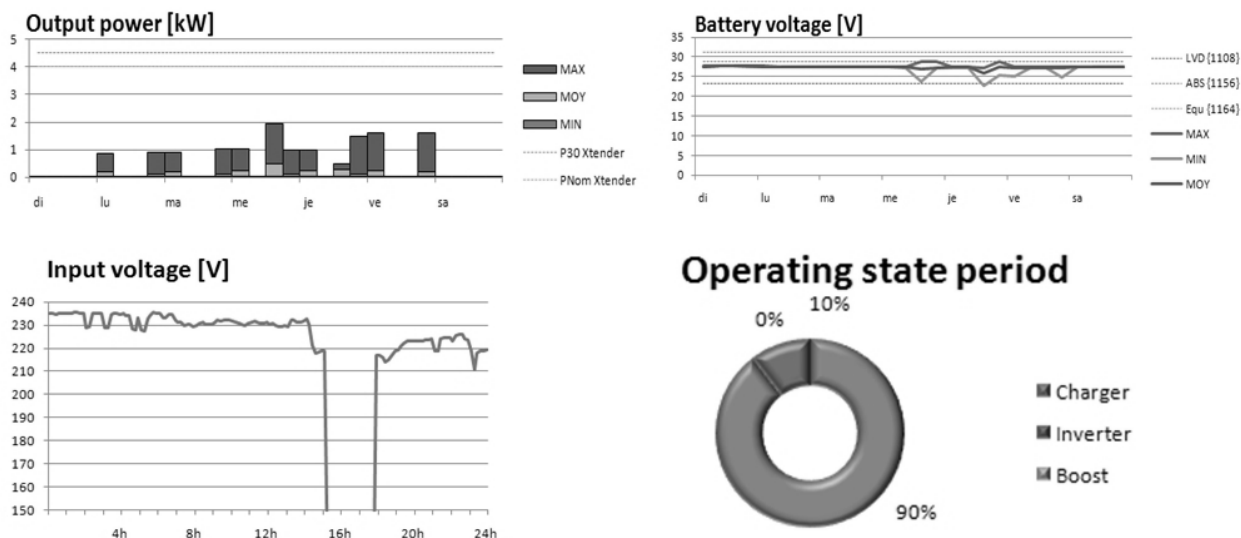 Output power [kW]
5
4
3
2
1
0
di lu ma me je ve sa
MAX
MOY
MIN
P30 Xtender
PNom Xtender
Battery voltage [V]
35
30
25
20
15
10
5
0
di lu ma me je ve sa
LVD {1108}
ABS {1156}
Equ {1164}
MAX
MIN
MOY
Input voltage [V]
240
230
220
210
200
190
180
170
160
150
4h 8h 12h 16h 20h 24h
Operating state period
0% 10%
90%
Charger
Inverter
Boost